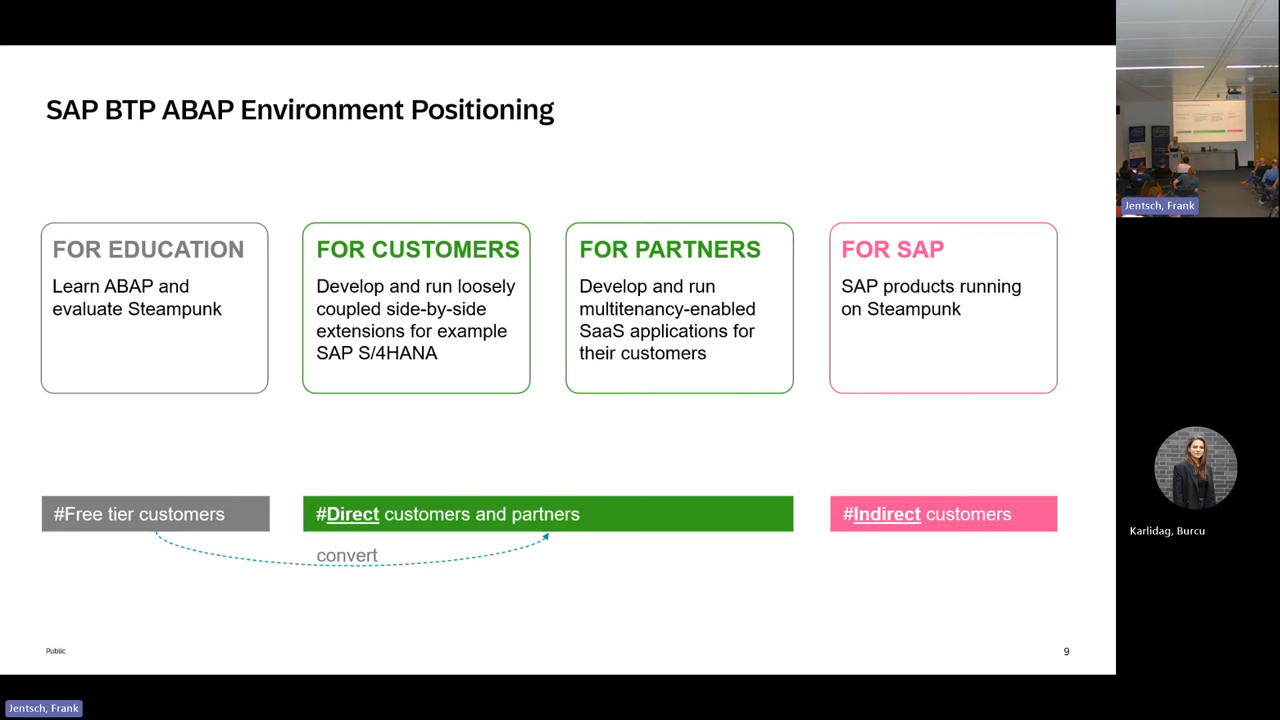 SAP BTP ABAP Environment Positioning
FOR EDUCATION
Learn ABAP and
evaluate Steampunk
FOR CUSTOMERS
Develop and run loosely
coupled side-by-side
extensions for example
SAP S/4HANA
FOR PARTNERS
Develop and run
multitenancy-enabled
SaaS applications for
their customers
FOR SAP
SAP products running
on Steampunk
#Free tier customers
#Direct customers and partners
#Indirect customers
convert
Public
9
Jentsch, Frank
Karlidag, Burcu
Jentsch, Frank